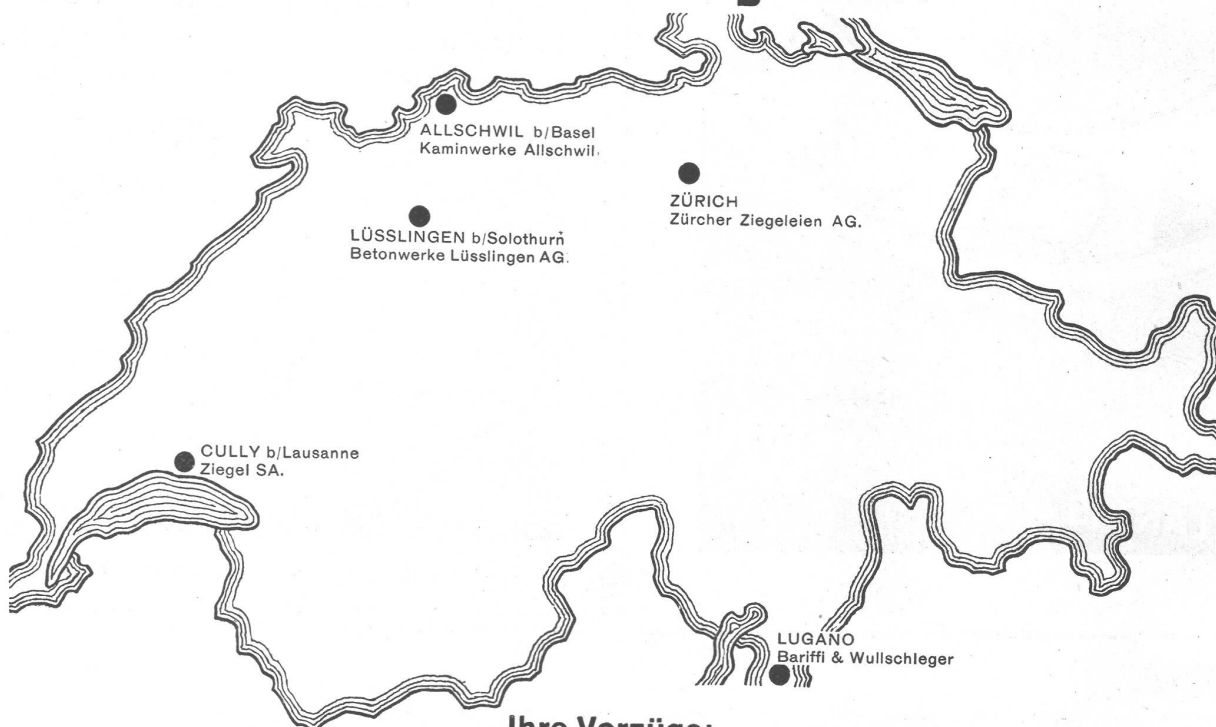 ALLSCHWIL b/Basel
Kaminwerke Allschwil.
ZÜRICH
Zürcher Ziegeleien AG.
LÜSSLINGEN b/Solothurn
Betonwerke Lüsslingen AG.
CULLY b/Lausanne
Ziegel SA.
LUGANO
Bariffi & Wullschleger
Ihre Vorzüge: